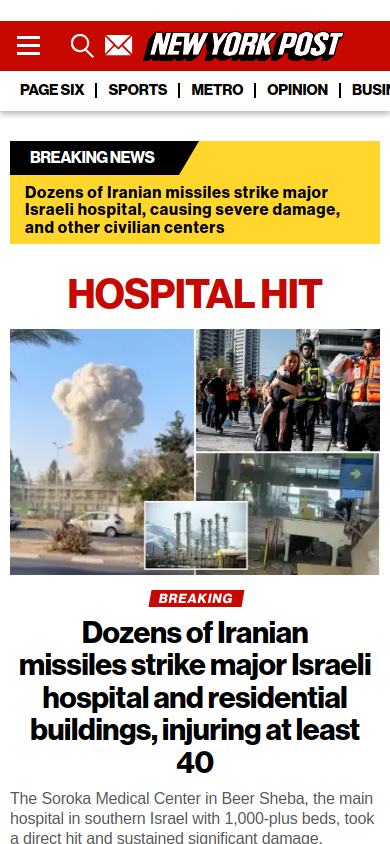 NEW YORK POST
PAGE SIX | SPORTS | METRO | OPINION | BUSIN
BREAKING NEWS
Dozens of Iranian missiles strike major
Israeli hospital, causing severe damage,
and other civilian centers
HOSPITAL HIT
BREAKING
Dozens of Iranian
missiles strike major Israeli
hospital and residential
buildings, injuring at least
40
The Soroka Medical Center in Beer Sheba, the main
hospital in southern Israel with 1,000-plus beds, took
a direct hit and sustained significant damage.